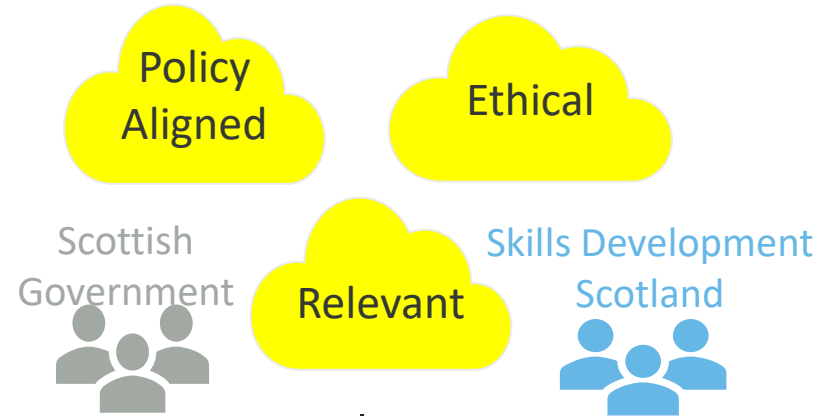 Policy
Aligned
Ethical
Scottish
Government
Relevant
Skills Development
Scotland